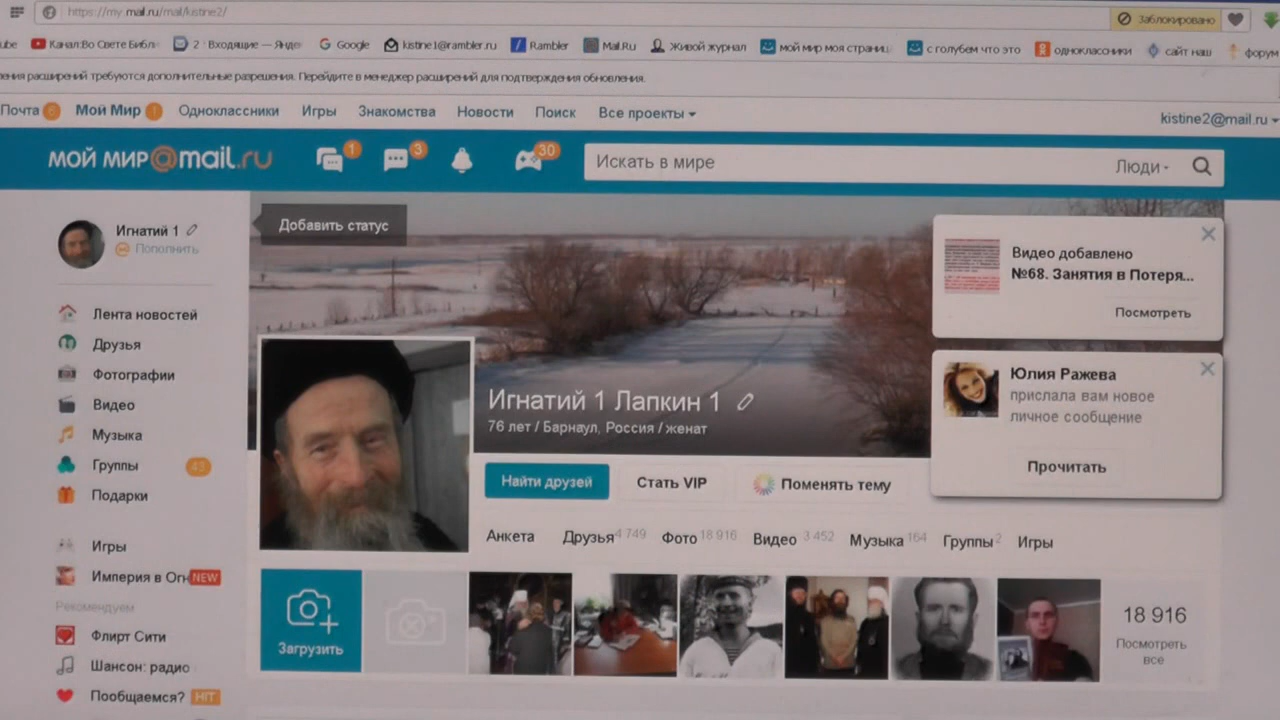 https://my.mail.ru/mail/kistine2/
Заблокировано
ube Канал:Во Свете Библи 2 · Входящие — Янде Google kistine1@rambler.ru Rambler Mail.Ru Живой журнал мой мир моя страниц с голубем что это одноклассники сайт наш форум
ления расширений требуются дополнительные разрешения. Перейдите в менеджер расширений для подтверждения обновления.
Почта 6 Мой Мир 1 Одноклассники Игры Знакомства Новости Поиск Все проекты
kistine2@mail.ru
МОЙ МИР@mail.ru
1 3 30
Искать в мире
Люди
Игнатий 1
Пополнить
Добавить статус
Видео добавлено
№68. Занятия в Потеря...
Посмотреть
Лента новостей
Друзья
Фотографии
Видео
Музыка
Группы 43
Подарки
Игры
Империя в Огн NEW
Рекомендуем
Флирт Сити
Шансон: радио
Пообщаемся? HIT
Юлия Ражева
прислала вам новое
личное сообщение
Прочитать
Игнатий 1 Лапкин 1
76 лет / Барнаул, Россия / женат
Найти друзей Стать VIP Поменять тему
Анкета Друзья 4 749 Фото 18 916 Видео 3 452 Музыка 164 Группы 2 Игры
Загрузить
18 916
Посмотреть
все